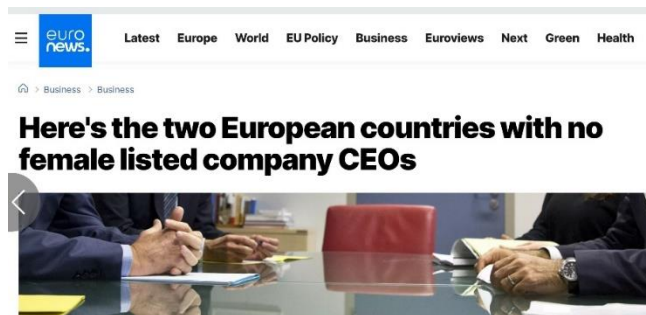 euro
news.
Latest Europe World EU Policy Business Euroviews Next Green Health
Business > Business
Here's the two European countries with no
female listed company CEOs